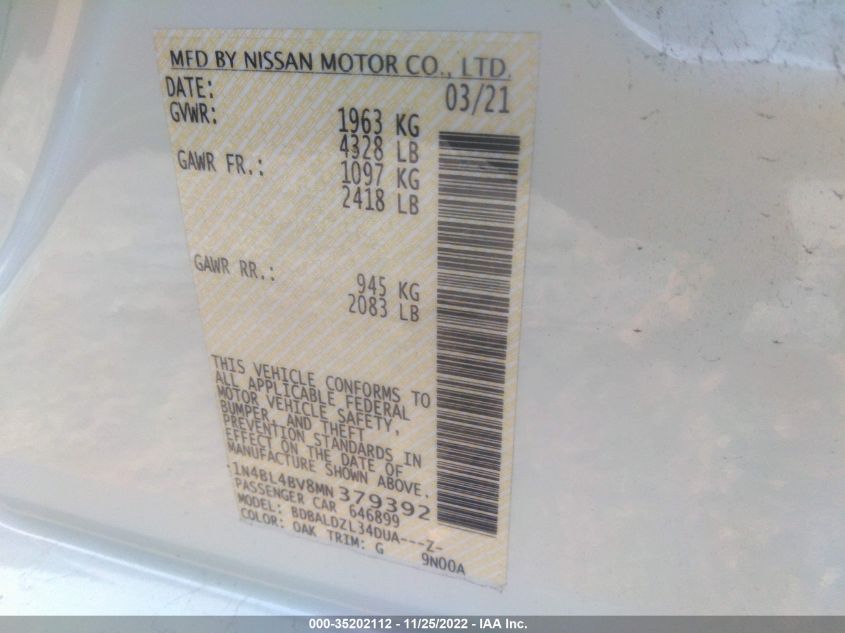 MFD BY NISSAN MOTOR CO., LTD.
DATE: 03/21
GVWR: 1963 KG
4328 LB
GAWR FR.: 1097 KG
2418 LB
GAWR RR.: 945 KG
2083 LB
THIS VEHICLE CONFORMS TO
ALL APPLICABLE FEDERAL
MOTOR VEHICLE SAFETY,
BUMPER, AND THEFT
PREVENTION STANDARDS IN
EFFECT ON THE DATE OF
MANUFACTURE SHOWN ABOVE.
1N4BL4BV8MN379392
PASSENGER CAR 646899
MODEL: BDBALDZL34DUA---Z-
COLOR: OAK TRIM: G 9N00A
000-35202112 - 11/25/2022 - IAA Inc.